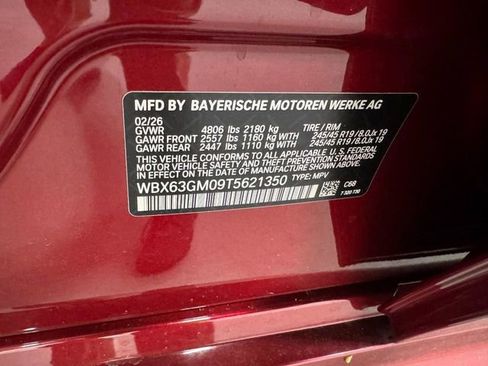 MFD BY BAYERISCHE MOTOREN WERKE AG
02/26
GVWR 4806 lbs 2180 kg TIRE / RIM
GAWR FRONT 2557 lbs 1160 kg WITH 245/45 R19 /8.0Jx 19
GAWR REAR 2447 lbs 1110 kg WITH 245/45 R19 /8.0Jx 19
THIS VEHICLE CONFORMS TO ALL APPLICABLE U.S. FEDERAL
MOTOR VEHICLE SAFETY AND THEFT PREVENTION STANDARDS
IN EFFECT ON THE DATE OF MANUFACTURE SHOWN ABOVE.
WBX63GM09T5621350 TYPE: MPV
C68
7 320 730